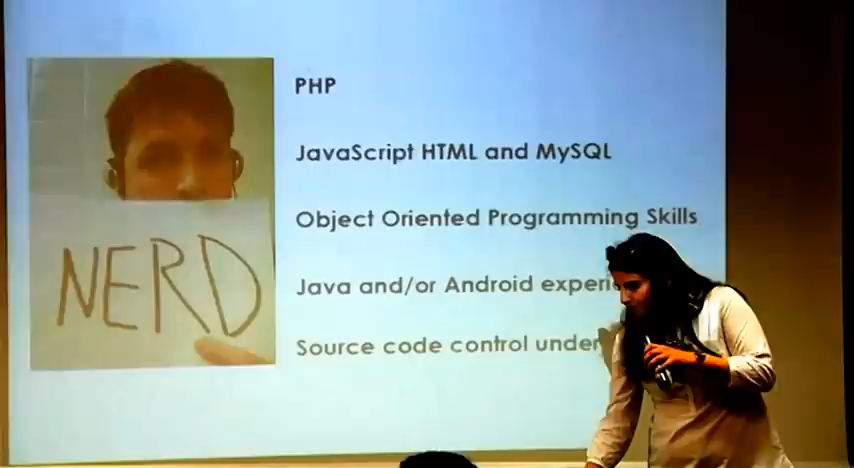 PHP
JavaScript HTML and MySQL
Object Oriented Programming Skills
Java and/or Android
Source code control
NERD